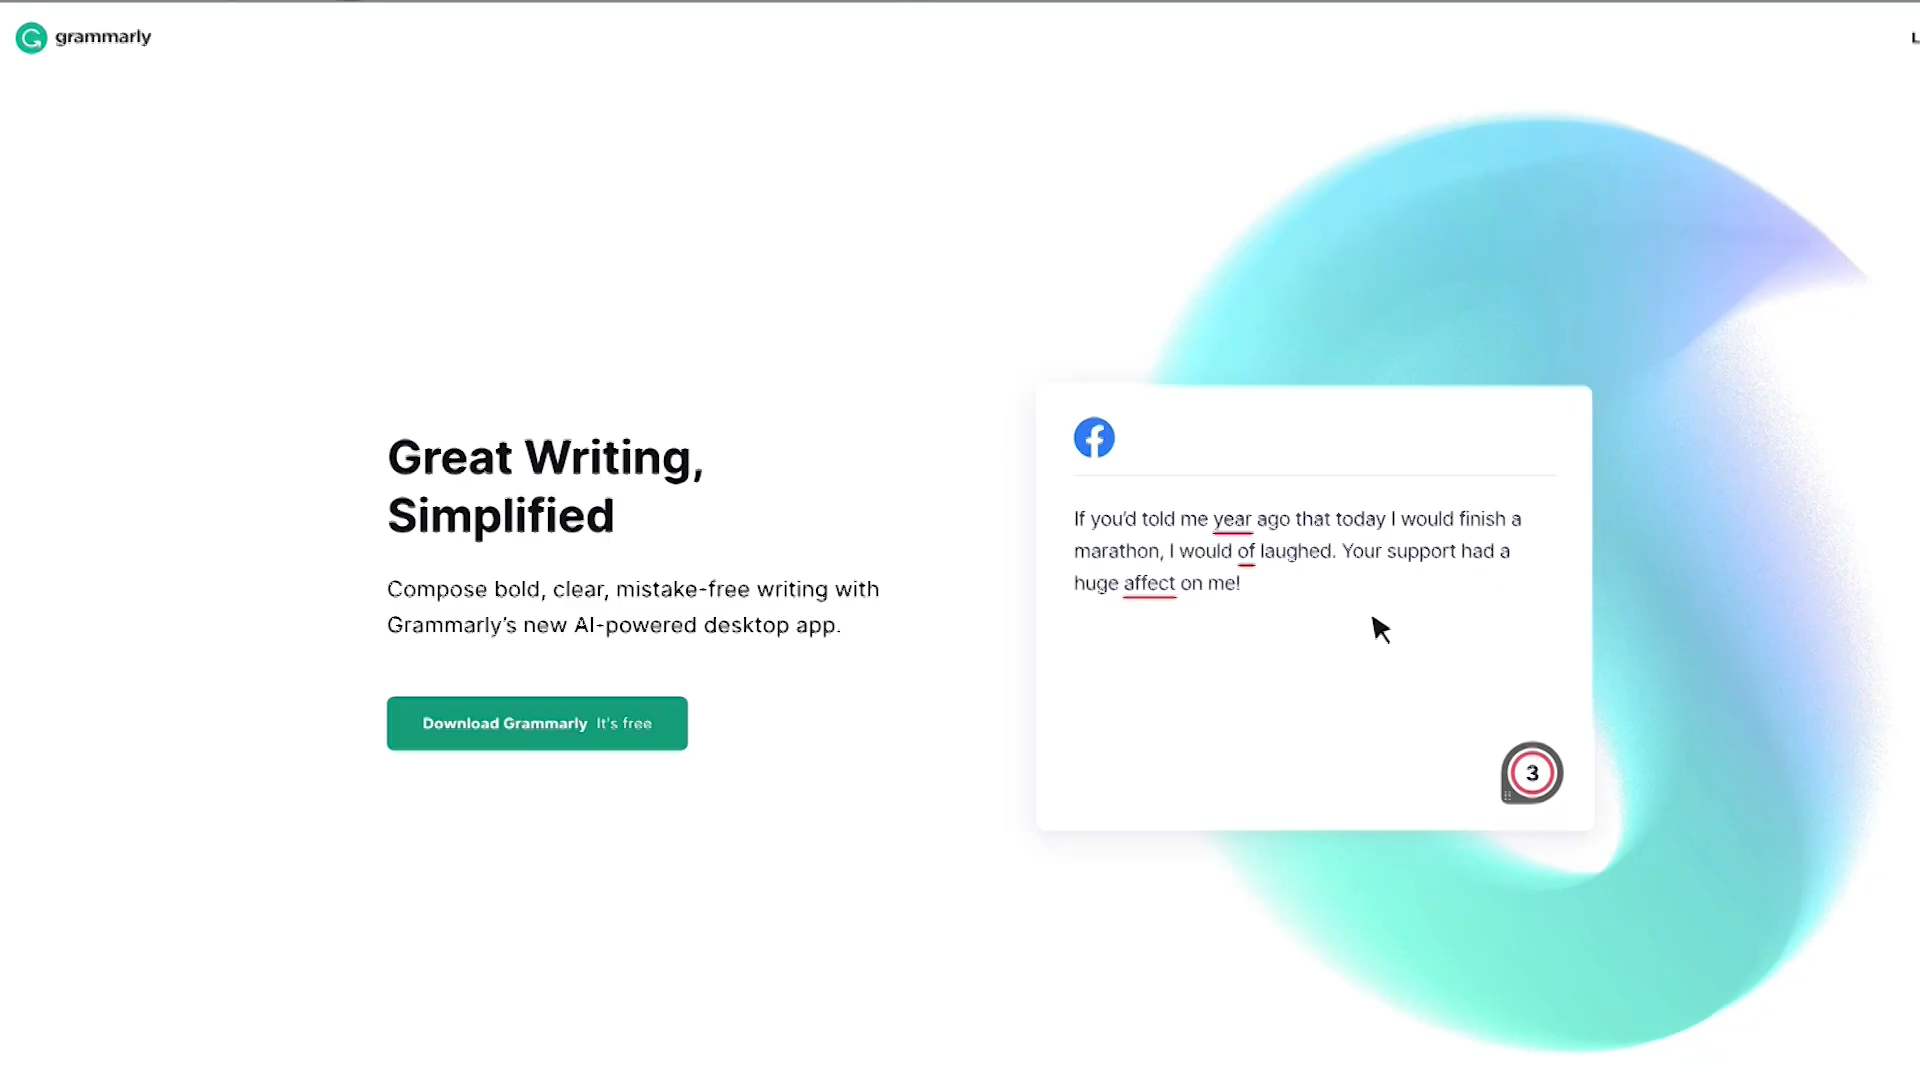 grammarly
Great Writing,
Simplified
Compose bold, clear, mistake-free writing with
Grammarly's new AI-powered desktop app.
Download Grammarly It's free
If you'd told me year ago that today I would finish a
marathon, I would of laughed. Your support had a
huge affect on me!
3